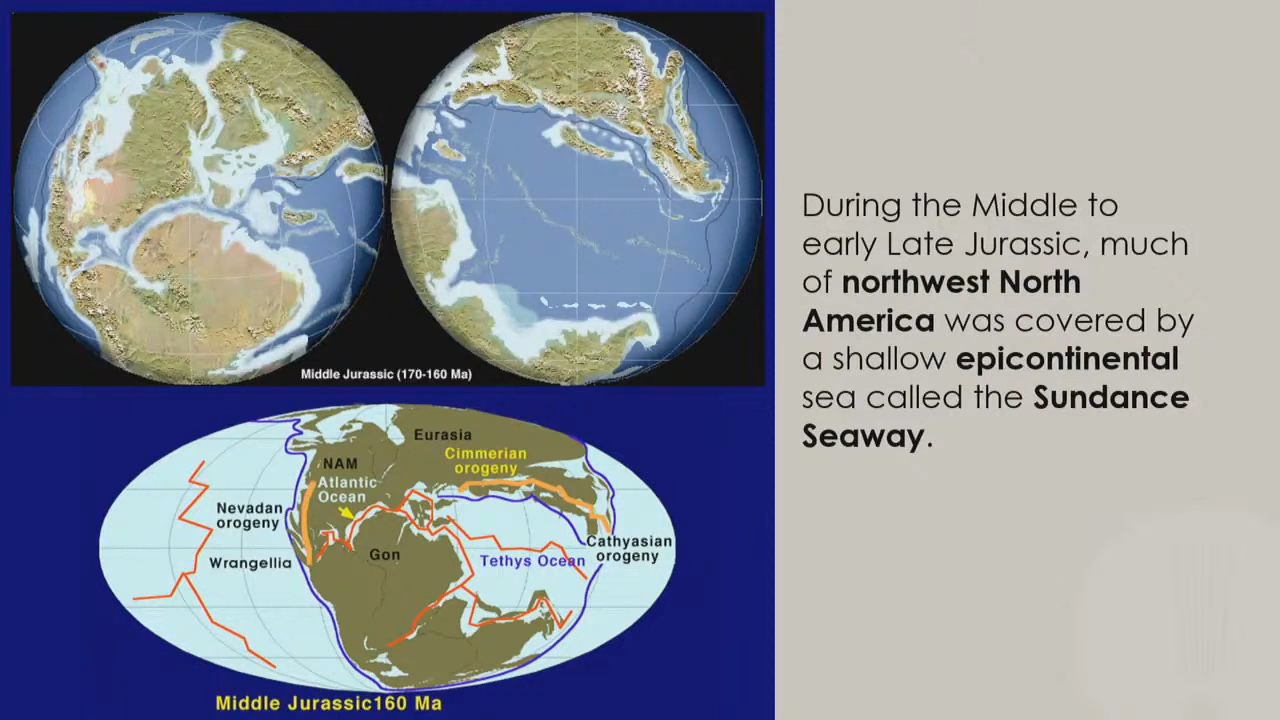 Middle Jurassic (170-160 Ma)
Eurasia
Cimmerian
orogeny
NAM
Atlantic
Ocean
Nevadan
orogeny
Wrangellia
Gon
Tethys Ocean
Cathyasian
orogeny
Middle Jurassic160 Ma
During the Middle to
early Late Jurassic, much
of northwest North
America was covered by
a shallow epicontinental
sea called the Sundance
Seaway.